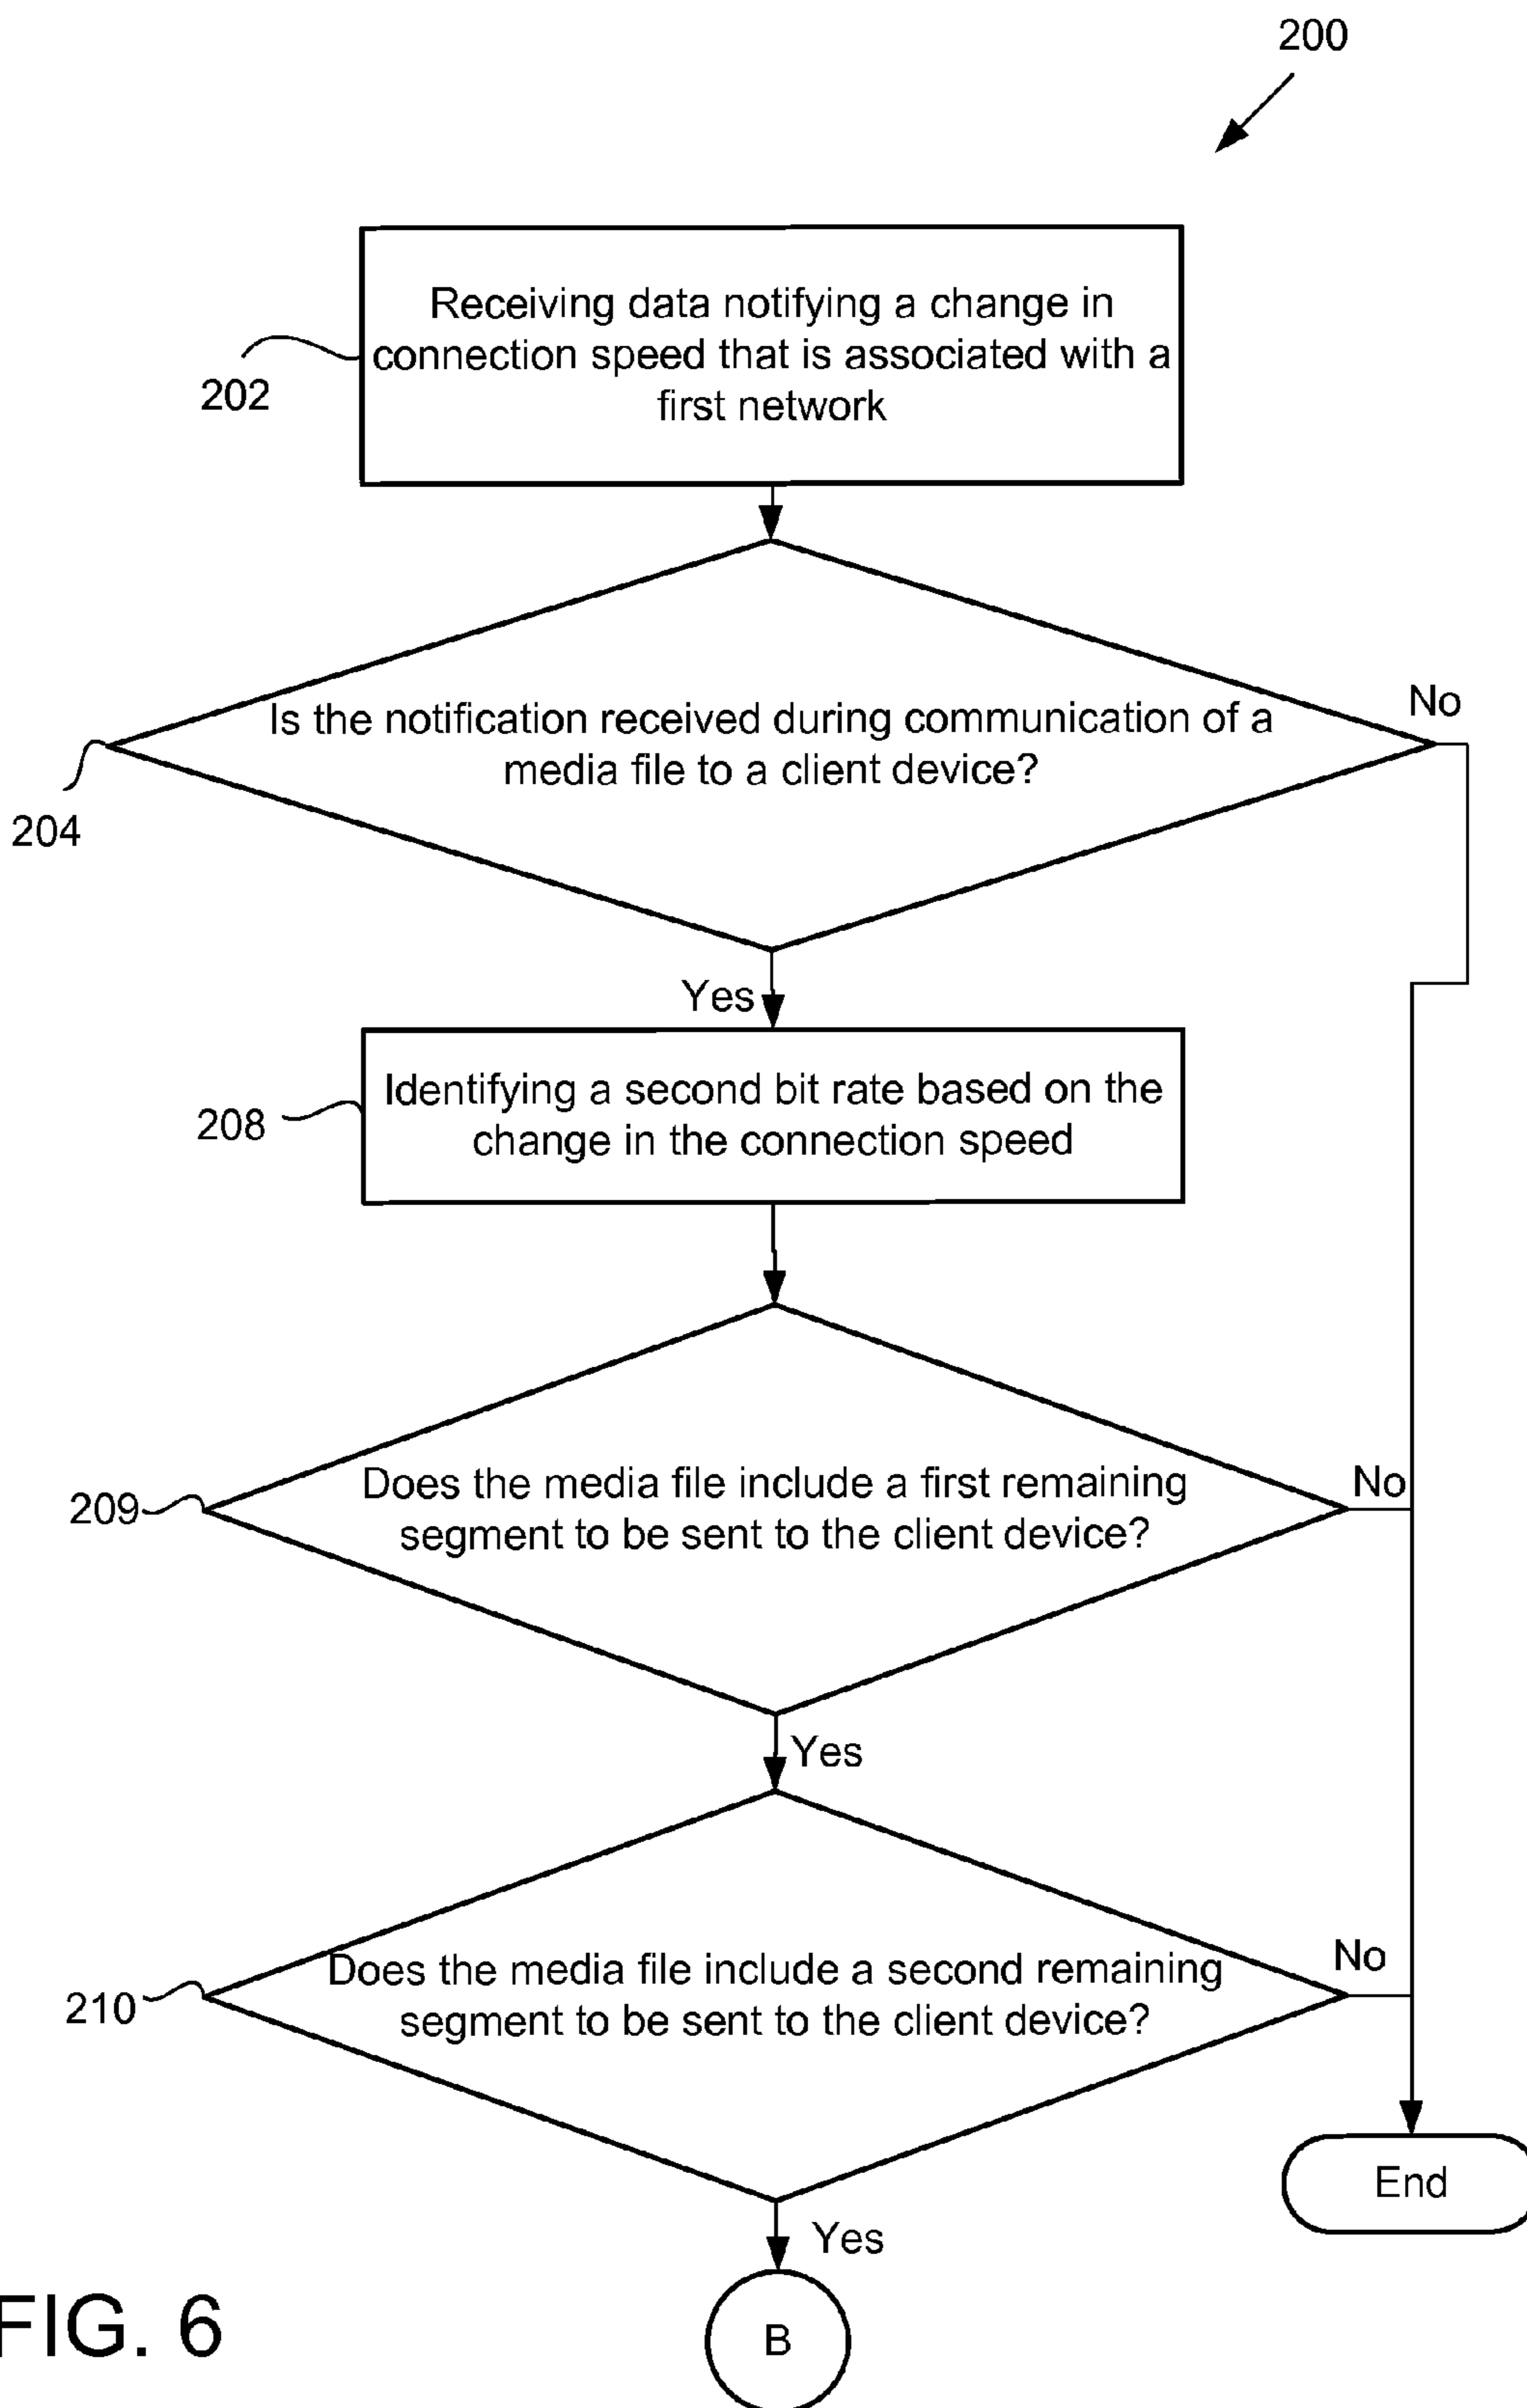 200
Receiving data notifying a change in
connection speed that is associated with a
first network
202
Is the notification received during communication of a
media file to a client device?
No
204
Yes
Identifying a second bit rate based on the
change in the connection speed
208
Does the media file include a first remaining
segment to be sent to the client device?
No
209
Yes
Does the media file include a second remaining
segment to be sent to the client device?
No
210
End
Yes
B
FIG. 6